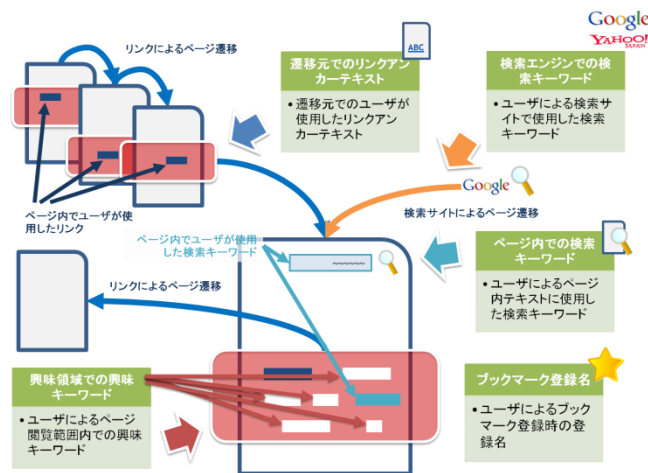 Google
YAHOO!
JAPAN
リンクによるページ遷移
ABC
遷移元でのリンクアン
カーテキスト
• 遷移元でのユーザが
使用したリンクアン
カーテキスト
検索エンジンでの検
索キーワード
• ユーザによる検索サ
イトで使用した検索
キーワード
Google
ページ内でユーザが使
用したリンク
検索サイトによるページ遷移
ページ内でユーザが使用
した検索キーワード
ページ内での検索
キーワード
• ユーザによるページ
内テキストに使用し
た検索キーワード
リンクによるページ遷移
興味領域での興味
キーワード
• ユーザによるページ
閲覧範囲内での興味
キーワード
ブックマーク登録名
• ユーザによるブック
マーク登録時の登
録名